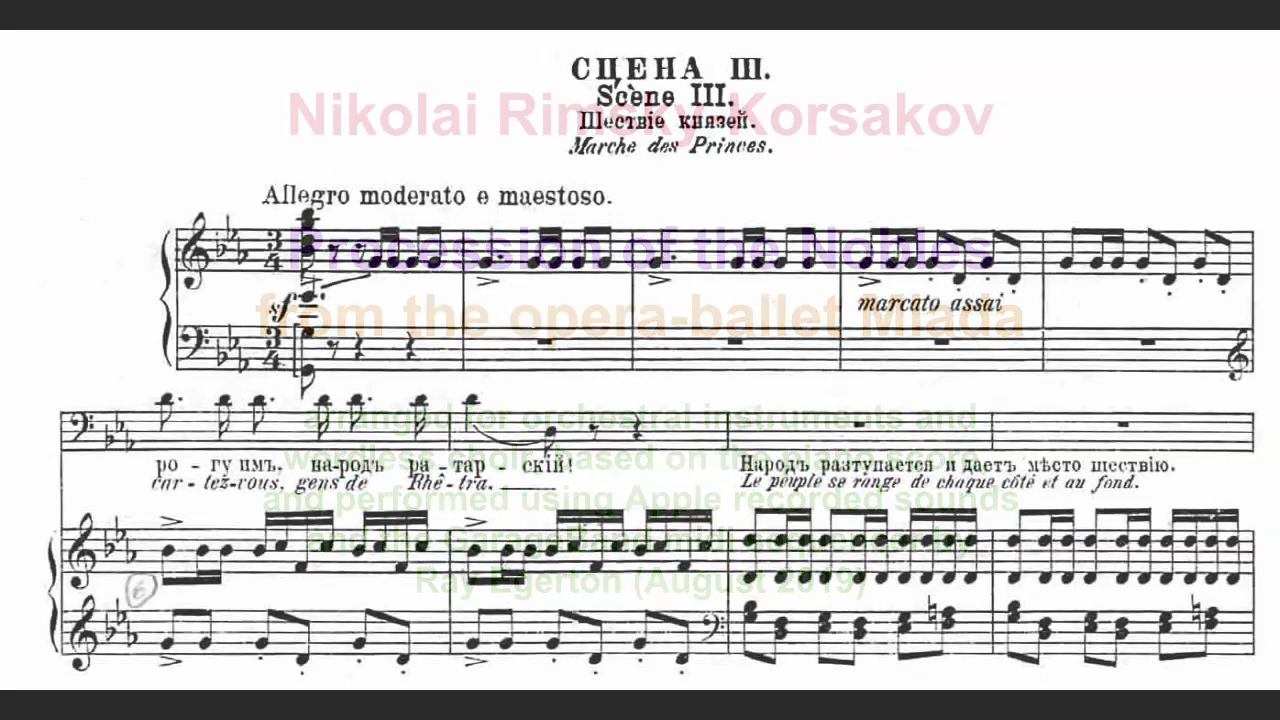 СЦЕНА III.
Scène III.
Nikolai Rimsky-Korsakov
Шествіе князей.
Marche des Princes.
Allegro moderato e maestoso.
Procession of the Nobles
sf
marcato assai
from the opera-ballet Mlada
arranged for orchestral instruments and
wordless choir, based on the piano score
ро - гу имъ, на-родъ ра - тар - скій!
Народъ разтупается и даетъ мѣсто шествію.
car - tez-vous, gens de Rhê - tra.
Le peuple se range de chaque côté et au fond.
and performed using Apple recorded sounds
and the GarageBand midi sequencer by
Ray Egerton (August 2019)
6